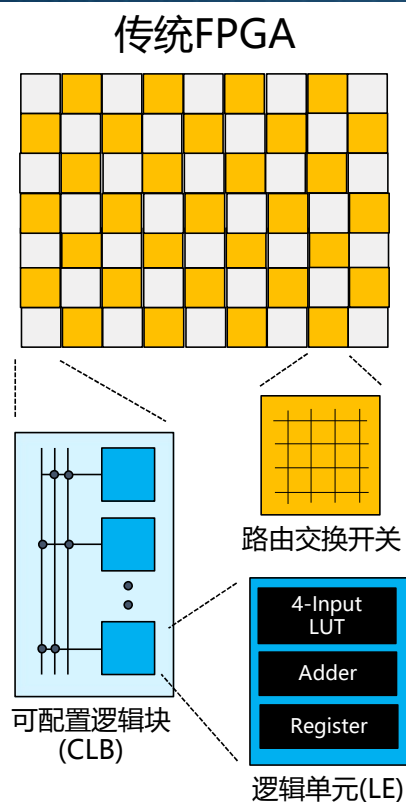 传统FPGA
路由交换开关
4-Input
LUT
Adder
Register
可配置逻辑块
(CLB)
逻辑单元(LE)